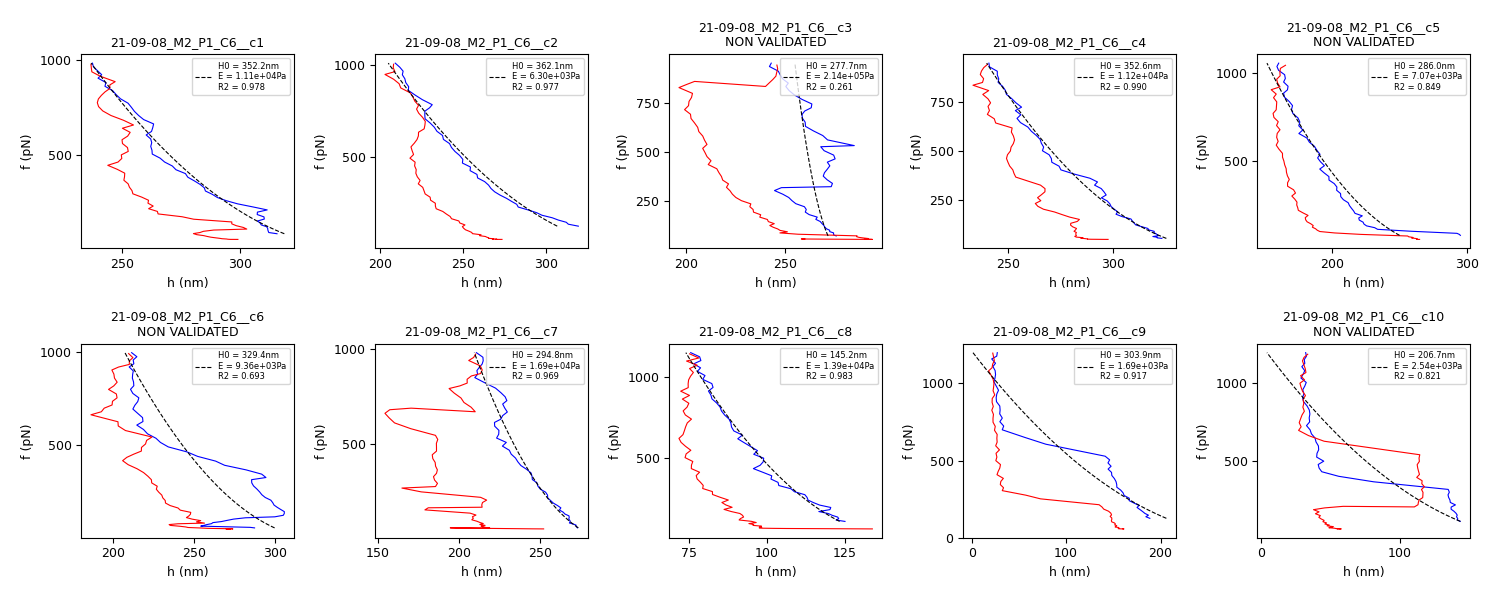 21-09-08_M2_P1_C6__c1
1000
500
250
300
f (pN)
h (nm)
H0 = 352.2nm
E = 1.11e+04Pa
R2 = 0.978
21-09-08_M2_P1_C6__c2
1000
500
200
250
300
f (pN)
h (nm)
H0 = 362.1nm
E = 6.30e+03Pa
R2 = 0.977
21-09-08_M2_P1_C6__c3
NON VALIDATED
750
500
250
200
250
f (pN)
h (nm)
H0 = 277.7nm
E = 2.14e+05Pa
R2 = 0.261
21-09-08_M2_P1_C6__c4
750
500
250
250
300
f (pN)
h (nm)
H0 = 352.6nm
E = 1.12e+04Pa
R2 = 0.990
21-09-08_M2_P1_C6__c5
NON VALIDATED
1000
500
200
300
f (pN)
h (nm)
H0 = 286.0nm
E = 7.07e+03Pa
R2 = 0.849
21-09-08_M2_P1_C6__c6
NON VALIDATED
1000
500
200
250
300
f (pN)
h (nm)
H0 = 329.4nm
E = 9.36e+03Pa
R2 = 0.693
21-09-08_M2_P1_C6__c7
1000
500
150
200
250
f (pN)
h (nm)
H0 = 294.8nm
E = 1.69e+04Pa
R2 = 0.969
21-09-08_M2_P1_C6__c8
1000
500
75
100
125
f (pN)
h (nm)
H0 = 145.2nm
E = 1.39e+04Pa
R2 = 0.983
21-09-08_M2_P1_C6__c9
1000
500
0
0
100
200
f (pN)
h (nm)
H0 = 303.9nm
E = 1.69e+03Pa
R2 = 0.917
21-09-08_M2_P1_C6__c10
NON VALIDATED
1000
500
0
100
f (pN)
h (nm)
H0 = 206.7nm
E = 2.54e+03Pa
R2 = 0.821